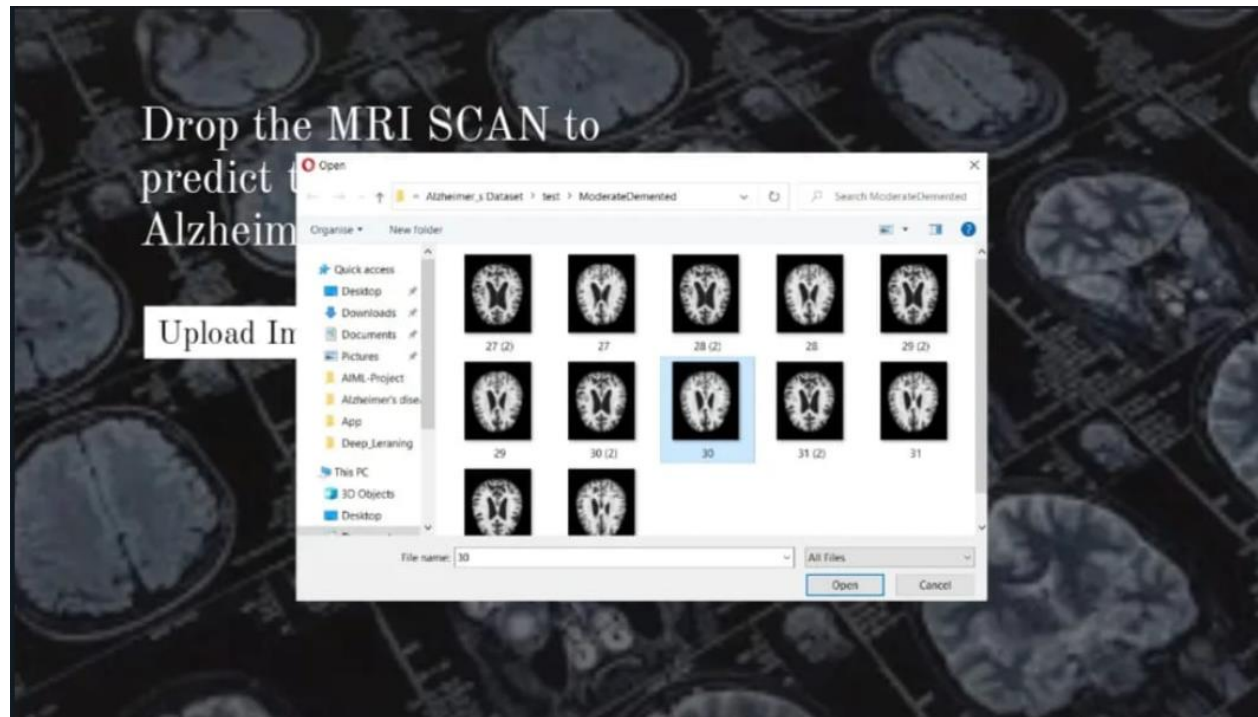 Drop the MRI SCAN to
predict t
Alzheim
Upload Im
Open
Alzheimer_s Dataset > test > ModerateDemented
Search ModerateDemented
Organise
New folder
Quick access
Desktop
Downloads
Documents
Pictures
AIML-Project
Alzheimer's dise
App
Deep_Leraning
This PC
3D Objects
Desktop
27 (2)
27
28 (2)
28
29 (2)
29
30 (2)
30
31 (2)
31
File name: 30
All Files
Open
Cancel